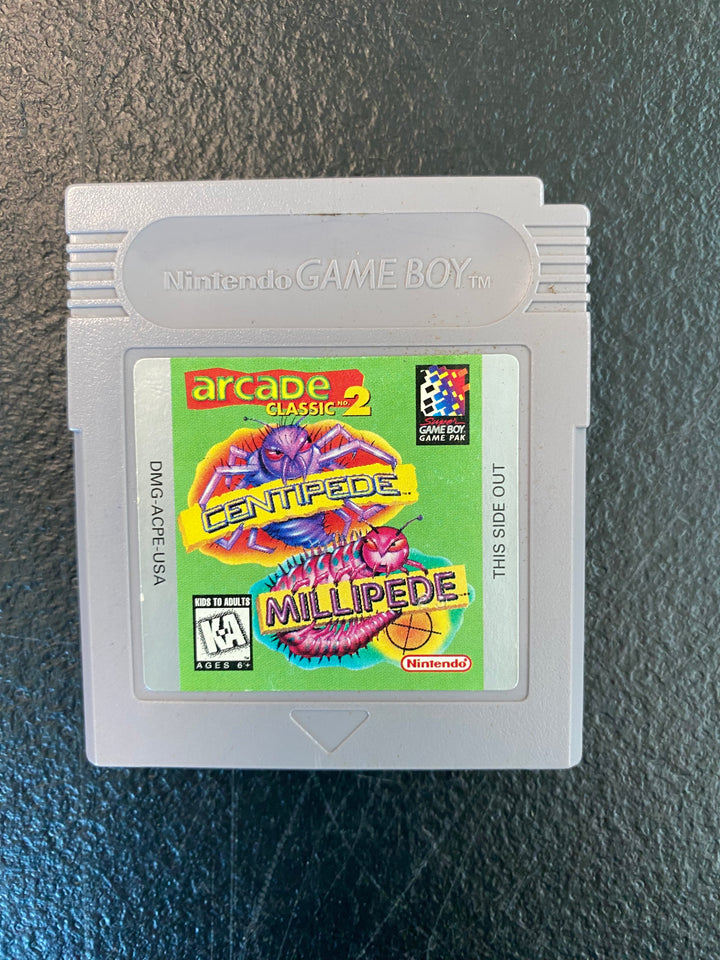 Nintendo GAME BOY TM
arcade
CLASSIC NO. 2
Super
GAME BOY
GAME PAK
CENTIPEDE
MILLIPEDE
DMG-ACPE-USA
THIS SIDE OUT
KIDS TO ADULTS
K-A
AGES 6+
Nintendo